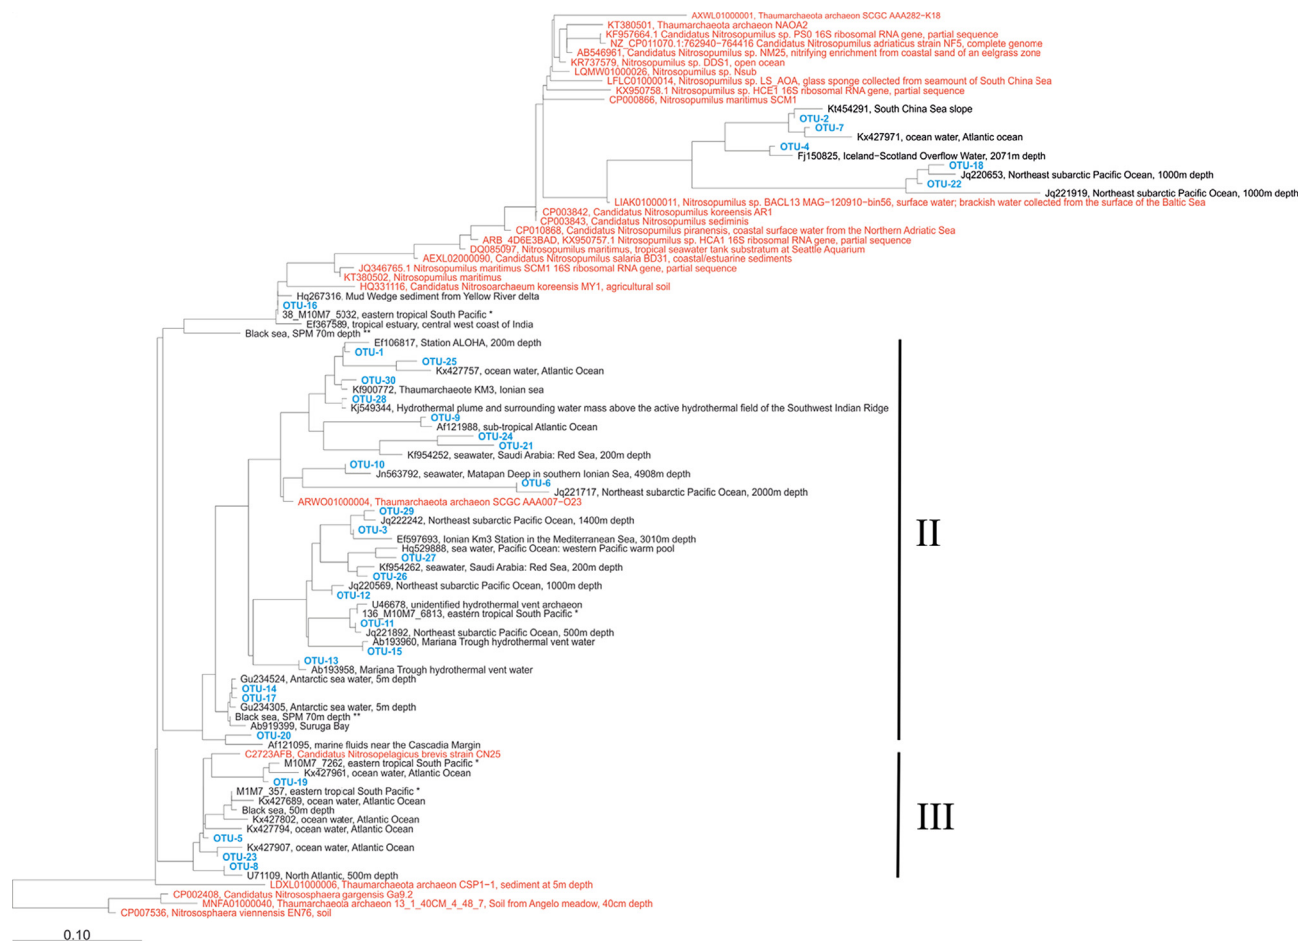 AXWL01000001, Thaumarchaeota archaeon SCGC AAA282-K18
KT380501, Thaumarchaeota archaeon NAOA2
KF957664.1 Candidatus Nitrosopumilus sp. PS0 16S ribosomal RNA gene, partial sequence
NZ_CP011070.1:762940-764416 Candidatus Nitrosopumilus adriaticus strain NF5, complete genome
AB546961, Candidatus Nitrosopumilus sp. NM25, nitrifying enrichment from coastal sand of an eelgrass zone
KR737579, Nitrosopumilus sp. DDS1, open ocean
LQMW01000026, Nitrosopumilus sp. Nsub
LFLC01000014, Nitrosopumilus sp. LS_AOA, glass sponge collected from seamount of South China Sea
KX950758.1 Nitrosopumilus sp. HCE1 16S ribosomal RNA gene, partial sequence
CP000866, Nitrosopumilus maritimus SCM1
Kt454291, South China Sea slope
OTU-2
OTU-7
Kx427971, ocean water, Atlantic ocean
OTU-4
Fj150825, Iceland-Scotland Overflow Water, 2071m depth
OTU-18
Jq220653, Northeast subarctic Pacific Ocean, 1000m depth
OTU-22
Jq221919, Northeast subarctic Pacific Ocean, 1000m depth
LIAK01000011, Nitrosopumilus sp. BACL13 MAG-120910-bin56, surface water; brackish water collected from the surface of the Baltic Sea
CP003842, Candidatus Nitrosopumilus koreensis AR1
CP003843, Candidatus Nitrosopumilus sediminis
CP010868, Candidatus Nitrosopumilus piranensis, coastal surface water from the Northern Adriatic Sea
ARB_4D6E3BAD, KX950757.1 Nitrosopumilus sp. HCA1 16S ribosomal RNA gene, partial sequence
DQ085097, Nitrosopumilus maritimus, tropical seawater tank substratum at Seattle Aquarium
AEXL02000090, Candidatus Nitrosopumilus salaria BD31, coastal/estuarine sediments
JQ346765.1 Nitrosopumilus maritimus SCM1 16S ribosomal RNA gene, partial sequence
KT380502, Nitrosopumilus maritimus
HQ331116, Candidatus Nitrosoarchaeum koreensis MY1, agricultural soil
Hq267316. Mud Wedge sediment from Yellow River delta
OTU-16
38_M10M7_5032, eastern tropical South Pacific *
Ef367589, tropical estuary, central west coast of India
Black sea, SPM 70m depth **
Ef106817, Station ALOHA, 200m depth
OTU-1
OTU-25
Kx427757, ocean water, Atlantic Ocean
OTU-30
Kf900772, Thaumarchaeote KM3, Ionian sea
OTU-28
Kj549344, Hydrothermal plume and surrounding water mass above the active hydrothermal field of the Southwest Indian Ridge
OTU-9
Af121988, sub-tropical Atlantic Ocean
OTU-24
OTU-21
Kf954252, seawater, Saudi Arabia: Red Sea, 200m depth
OTU-10
Jn563792, seawater, Matapan Deep in southern Ionian Sea, 4908m depth
OTU-6
Jq221717, Northeast subarctic Pacific Ocean, 2000m depth
ARWO01000004, Thaumarchaeota archaeon SCGC AAA007-O23
OTU-29
Jq222242, Northeast subarctic Pacific Ocean, 1400m depth
OTU-3
Ef597693, Ionian Km3 Station in the Mediterranean Sea, 3010m depth
Hq529888, sea water, Pacific Ocean: western Pacific warm pool
OTU-27
Kf954262, seawater, Saudi Arabia: Red Sea, 200m depth
OTU-26
Jq220569, Northeast subarctic Pacific Ocean, 1000m depth
OTU-12
U46678, unidentified hydrothermal vent archaeon
136_M10M7_6813, eastern tropical South Pacific *
OTU-11
Jq221892, Northeast subarctic Pacific Ocean, 500m depth
Ab193960, Mariana Trough hydrothermal vent water
OTU-15
OTU-13
Ab193958, Mariana Trough hydrothermal vent water
Gu234524, Antarctic sea water, 5m depth
OTU-14
OTU-17
Gu234305, Antarctic sea water, 5m depth
Black sea, SPM 70m depth **
Ab919399, Suruga Bay
OTU-20
Af121095, marine fluids near the Cascadia Margin
II
C2723AFB, Candidatus Nitrosopelagicus brevis strain CN25
M10M7_7262, eastern tropical South Pacific *
Kx427961, ocean water, Atlantic Ocean
OTU-19
M1M7_357, eastern tropcal South Pacific *
Kx427689, ocean water, Atlantic Ocean
Black sea, 50m depth
Kx427802, ocean water, Atlantic Ocean
Kx427794, ocean water, Atlantic Ocean
OTU-5
Kx427907, ocean water, Atlantic Ocean
OTU-23
OTU-8
U71109, North Atlantic, 500m depth
III
LDXL01000006, Thaumarchaeota archaeon CSP1-1, sediment at 5m depth
CP002408, Candidatus Nitrososphaera gargensis Ga9.2
MNFA01000040, Thaumarchaeota archaeon 13_1_40CM_4_48_7, Soil from Angelo meadow, 40cm depth
CP007536, Nitrososphaera viennensis EN76, soil
0.10